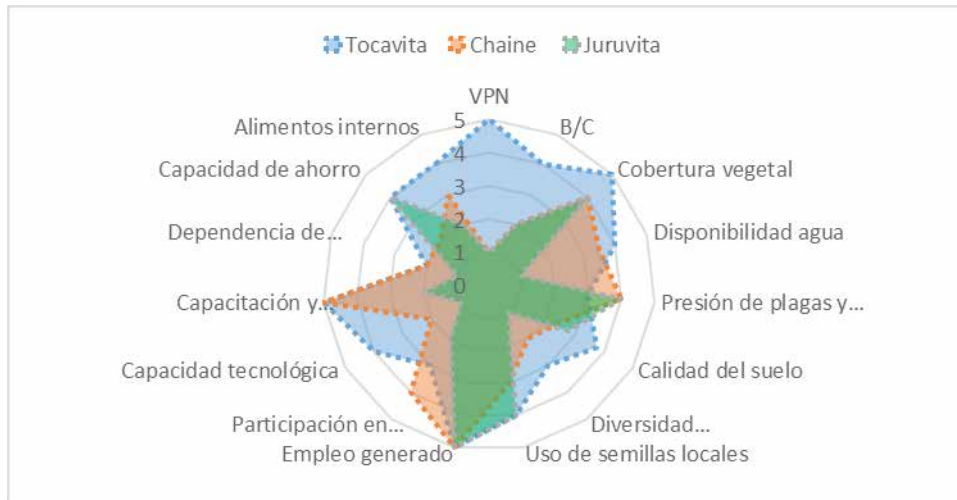 Tocavita Chaine Juruvita
VPN
Alimentos internos
B/C
Capacidad de ahorro
Cobertura vegetal
Dependencia de...
Disponibilidad agua
Capacitación y...
Presión de plagas y...
Capacidad tecnológica
Calidad del suelo
Participación en...
Diversidad...
Empleo generado
Uso de semillas locales
5
4
3
2
1
0